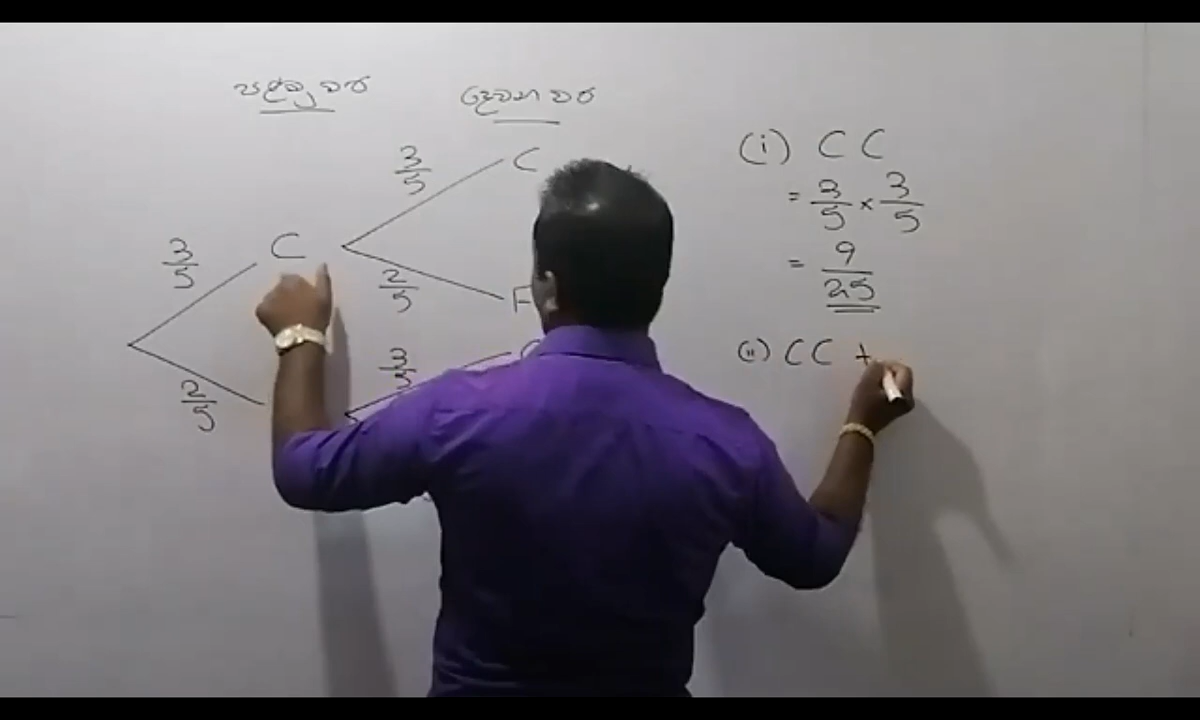 පළමු වර
දෙවන වර
3/5 C
2/5 F
3/5 C
2/5
3/5
(i) C C
= 3/5 × 3/5
= 9/25
(ii) C C +